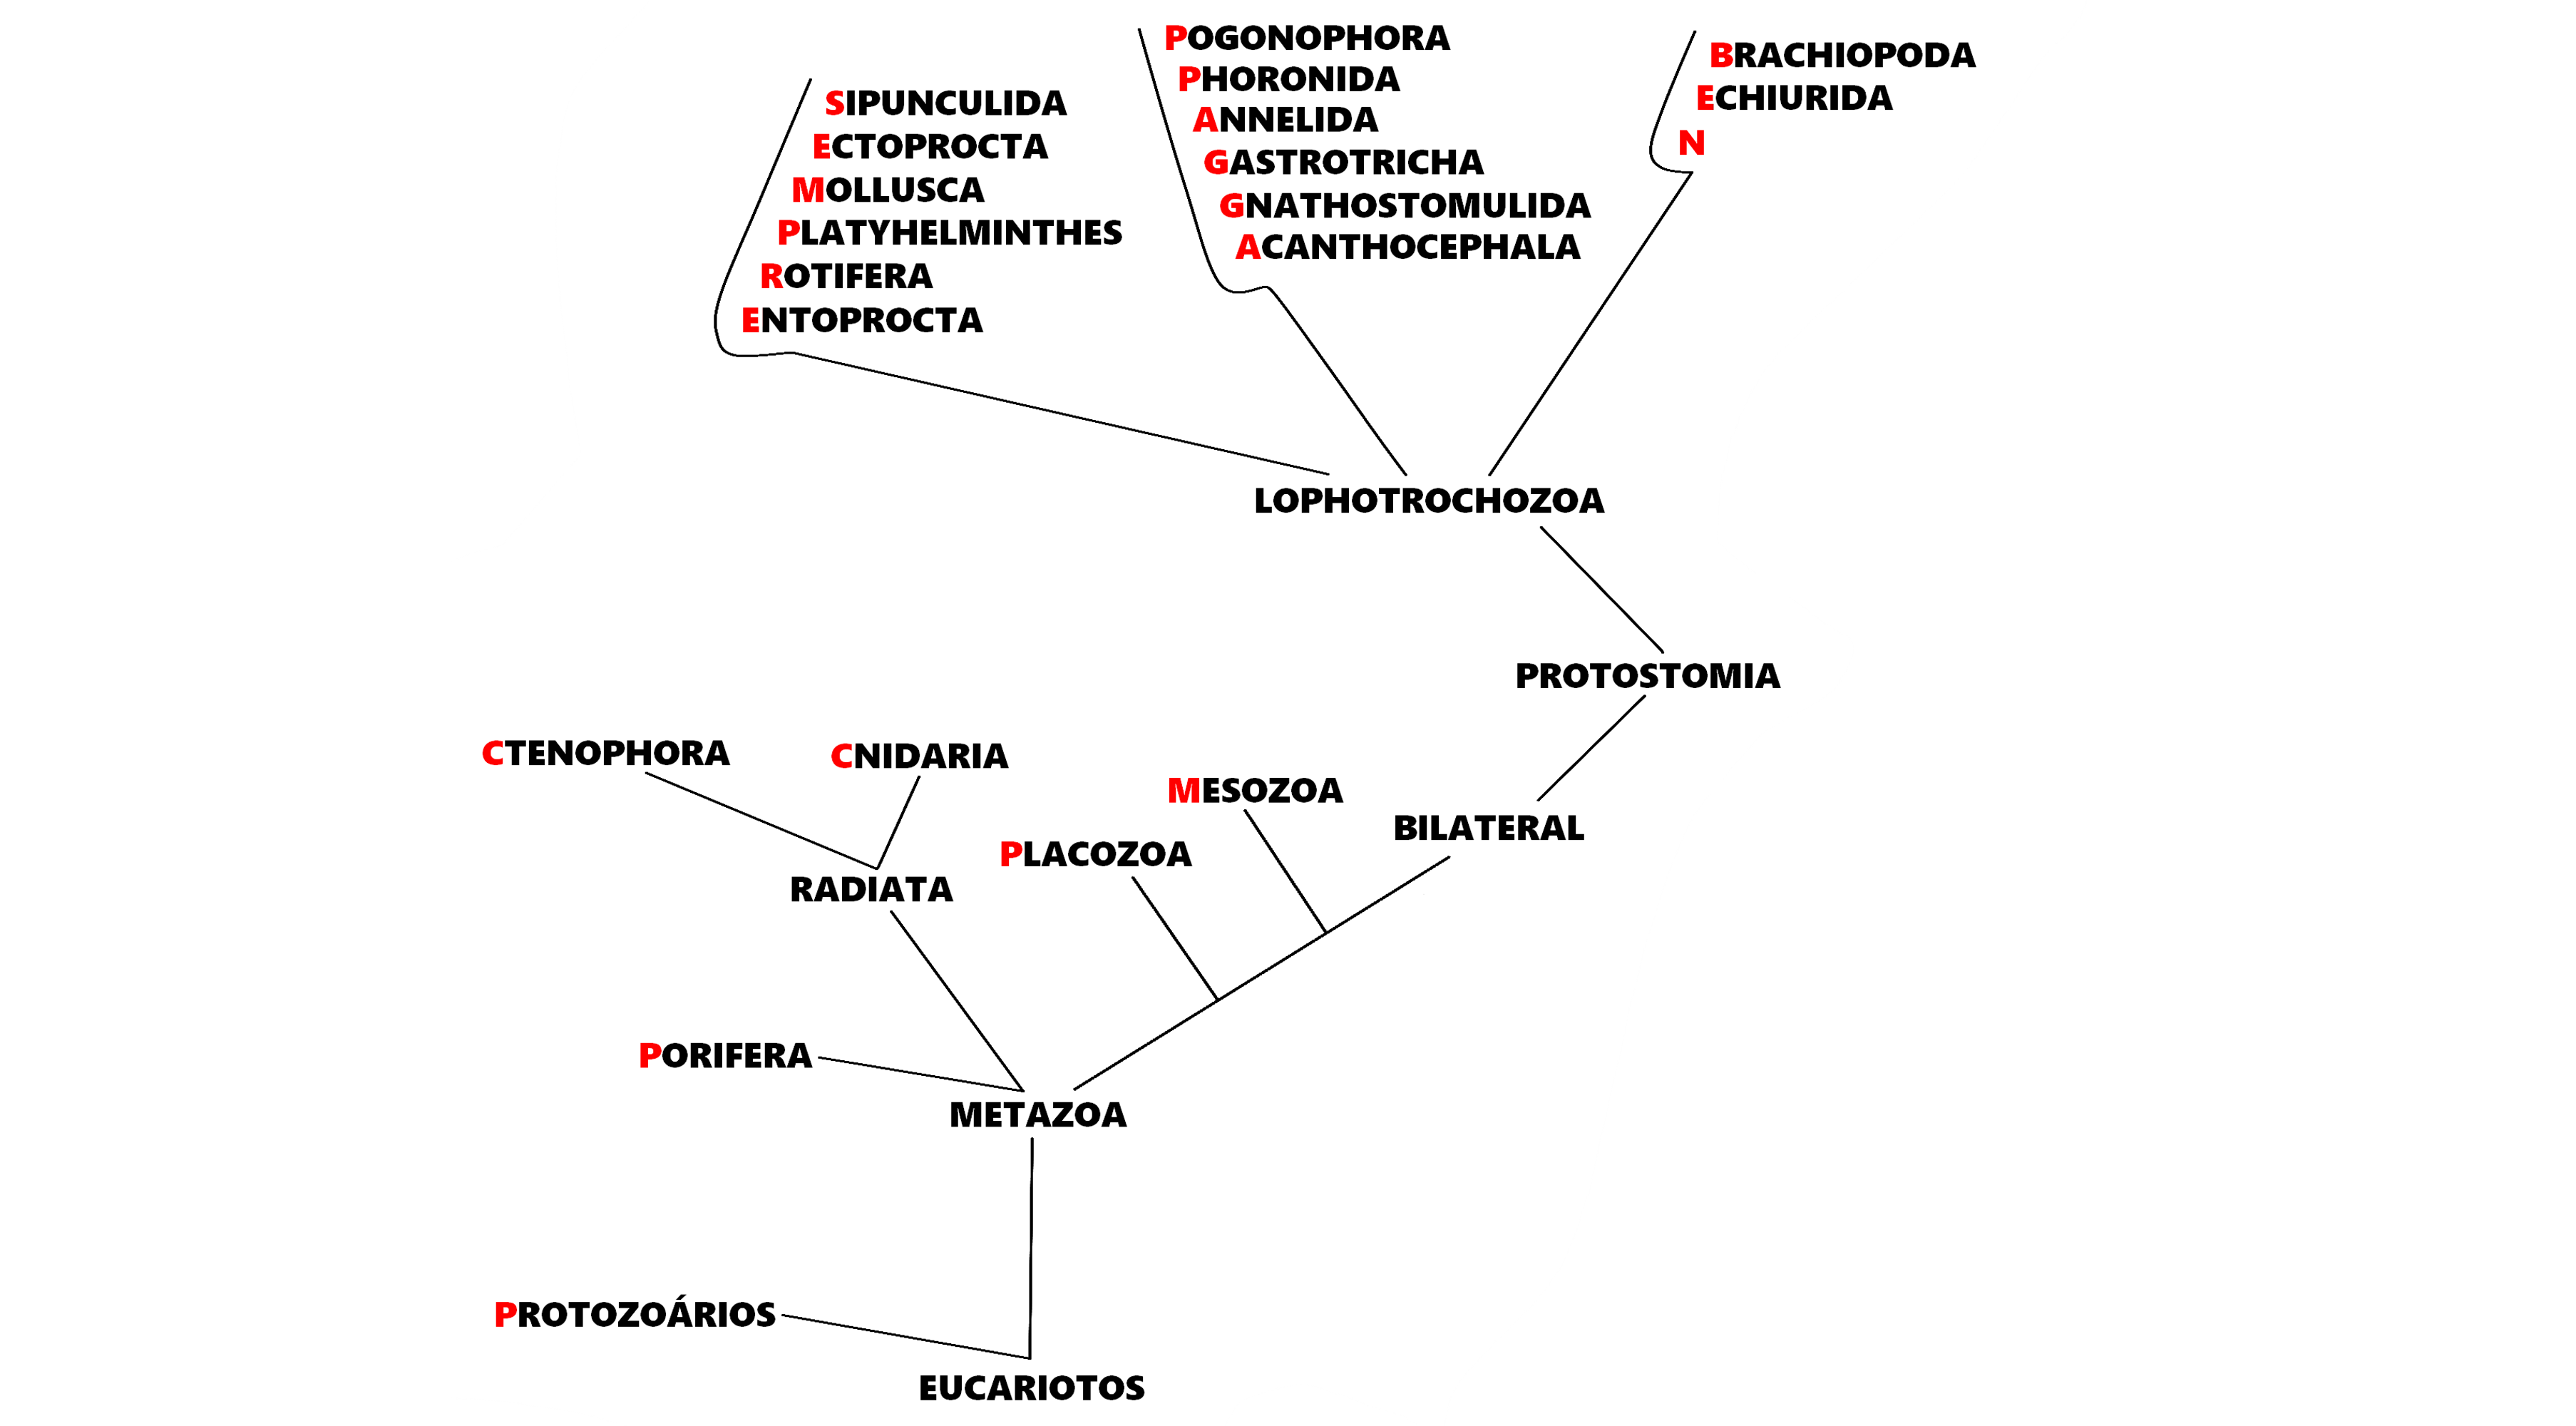 SIPUNCULIDA
ECTOPROCTA
MOLLUSCA
PLATYHELMINTHES
ROTIFERA
ENTOPROCTA
POGONOPHORA
PHORONIDA
ANNELIDA
GASTROTRICHA
GNATHOSTOMULIDA
ACANTHOCEPHALA
BRACHIOPODA
ECHIURIDA
N
LOPHOTROCHOZOA
PROTOSTOMIA
CTENOPHORA
CNIDARIA
MESOZOA
BILATERAL
PLACOZOA
RADIATA
PORIFERA
METAZOA
PROTOZOÁRIOS
EUCARIOTOS